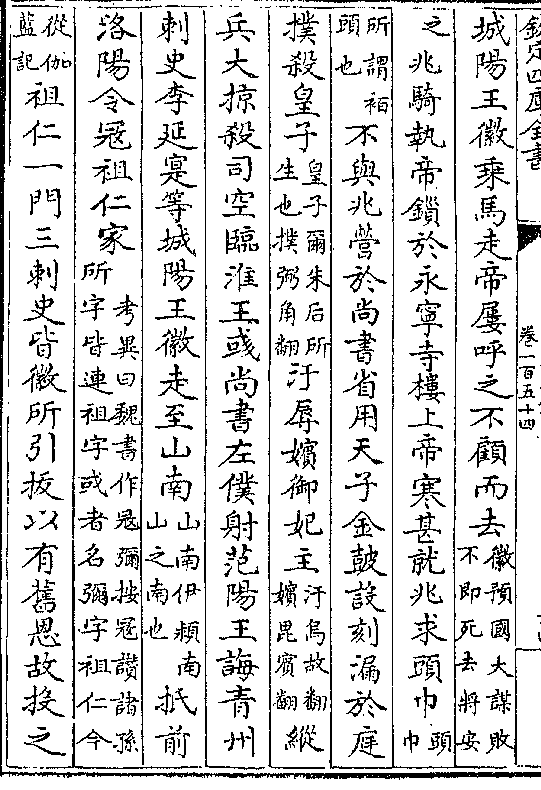 欽定四庫全書
卷一百五十四
城陽王徽乗馬走帝屢呼之不顧而去徽預國大謀敗不即死去將安
之兆騎執帝鎖於永寧寺樓上帝寒甚就兆求頭巾頭巾
所謂袙頭也不與兆營於尚書省用天子金鼓設刻漏於庭
撲殺皇子皇子爾朱后所生也撲弼角翻汙辱嬪御妃主汙烏故翻嬪毘賓翻縱
兵大掠殺司空臨淮王彧尚書左僕射范陽王誨青州
刺史李延寔等城陽王徽走至山南山南伊潁南山之南也抵前
洛陽令冦祖仁家考異曰魏書作冦彌按冦讃諸孫所字皆連祖字或者名彌字祖仁今
從伽藍記祖仁一門三刺史皆徽所引拔以有舊恩故投之